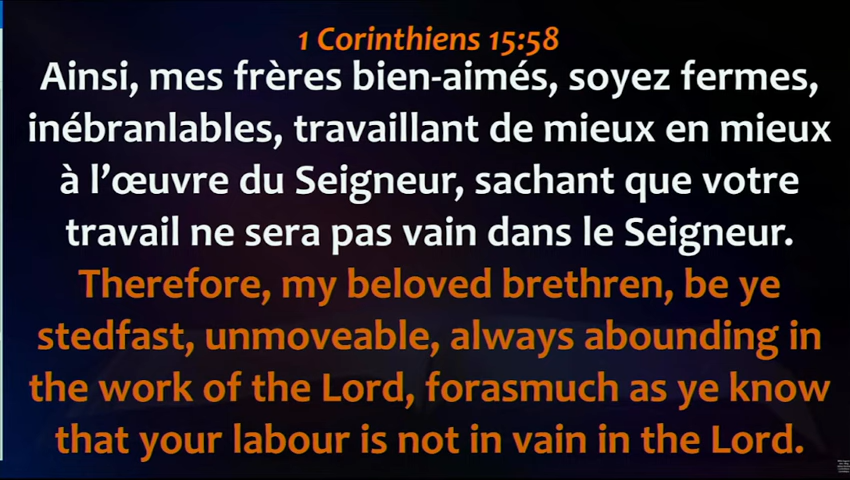 1 Corinthiens 15:58
Ainsi, mes frères bien-aimés, soyez fermes,
inébranlables, travaillant de mieux en mieux
à l’œuvre du Seigneur, sachant que votre
travail ne sera pas vain dans le Seigneur.
Therefore, my beloved brethren, be ye
stedfast, unmoveable, always abounding in
the work of the Lord, forasmuch as ye know
that your labour is not in vain in the Lord.